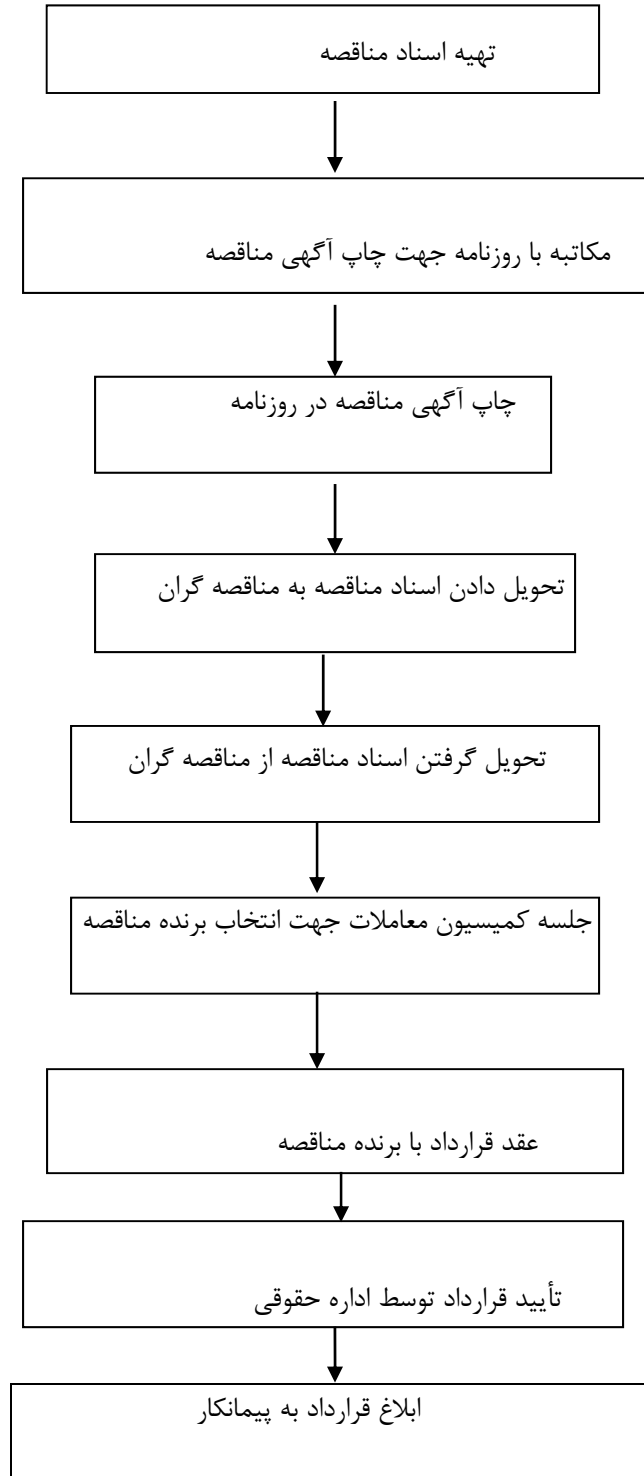 تهیه اسناد مناقصه
مکاتبه با روزنامه جهت چاپ آگهی مناقصه
چاپ آگهی مناقصه در روزنامه
تحویل دادن اسناد مناقصه به مناقصه گران
تحویل گرفتن اسناد مناقصه از مناقصه گران
جلسه کمیسیون معاملات جهت انتخاب برنده مناقصه
عقد قرارداد با برنده مناقصه
تأیید قرارداد توسط اداره حقوقی
ابلاغ قرارداد به پیمانکار